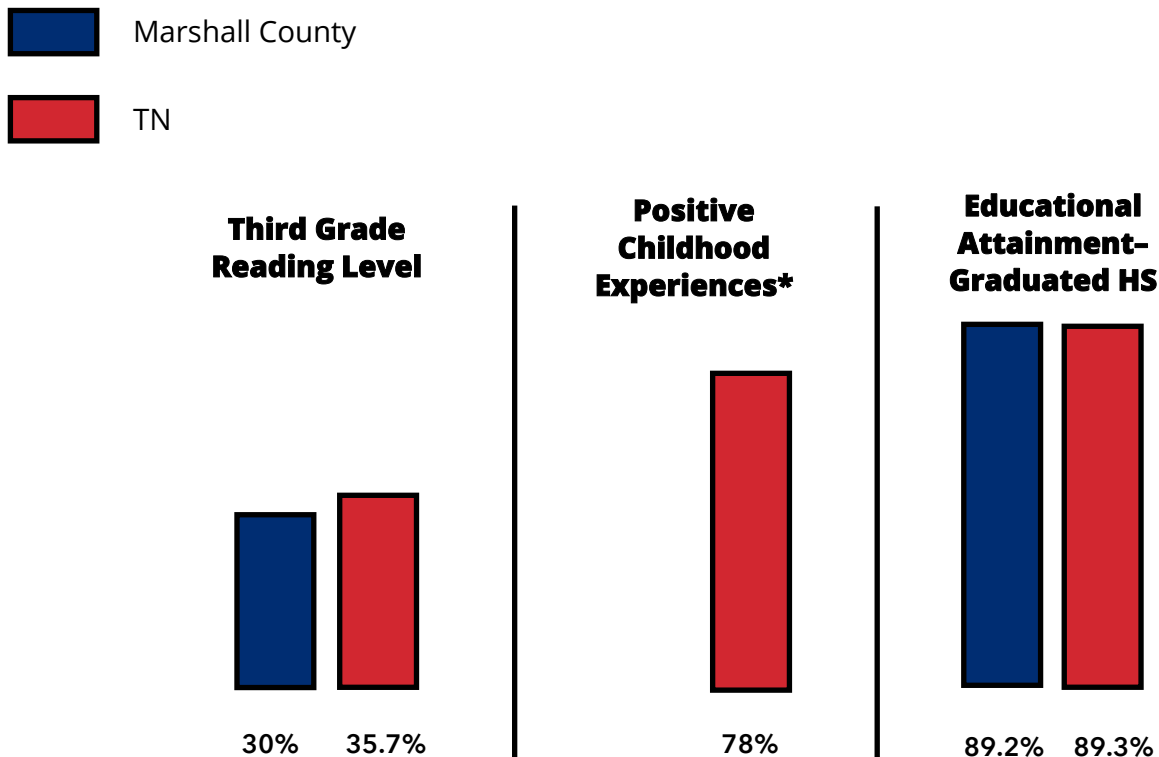 Marshall County
TN
Third Grade
Reading Level
30% 35.7%
Positive
Childhood
Experiences*
78%
Educational
Attainment–
Graduated HS
89.2% 89.3%